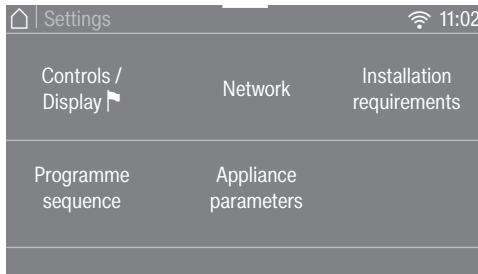 Settings 11:02
Controls /
Display
Network
Installation
requirements
Programme
sequence
Appliance
parameters